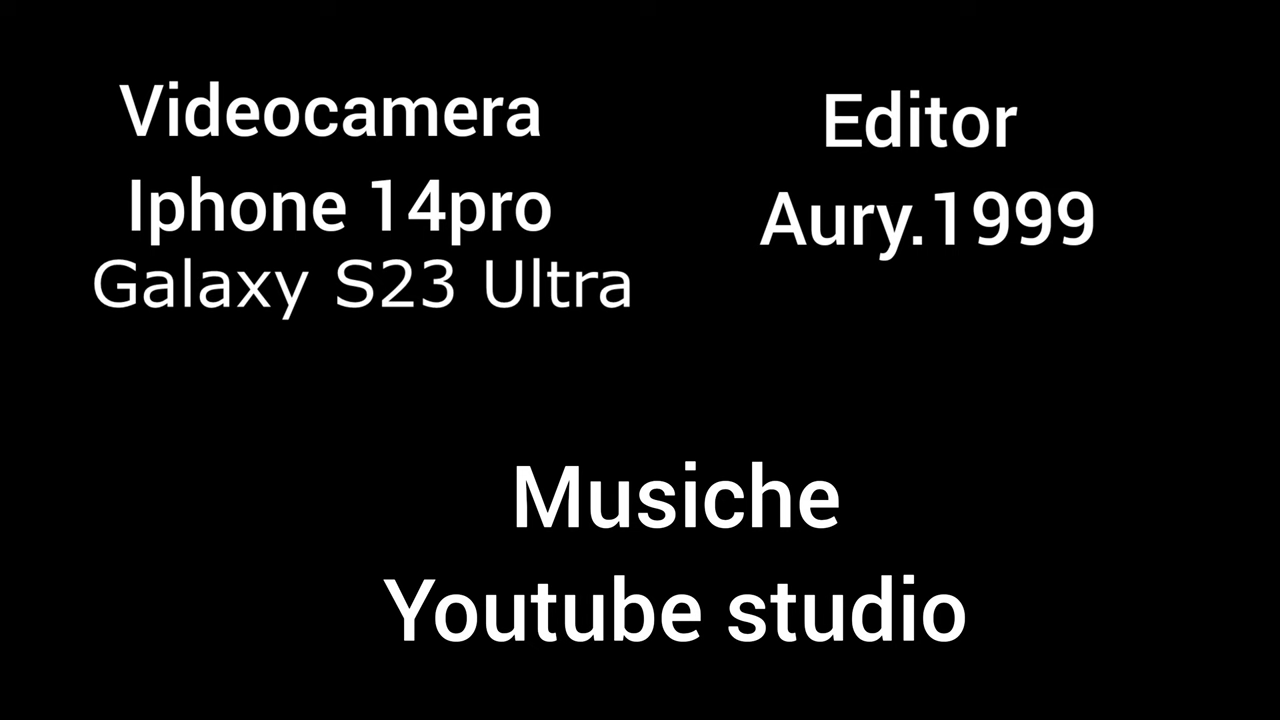 Videocamera
Iphone 14pro
Galaxy S23 Ultra
Editor
Aury.1999
Musiche
Youtube studio